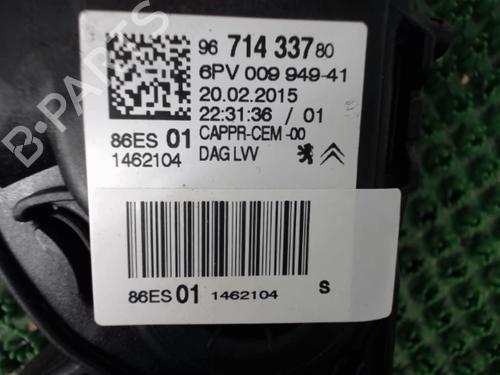 96 714 337 80
6PV 009 949-41
20.02.2015
22:31:36 / 01
86ES 01 CAPPR-CEM -00
1462104 DAG LVV
86ES 01 1462104 S